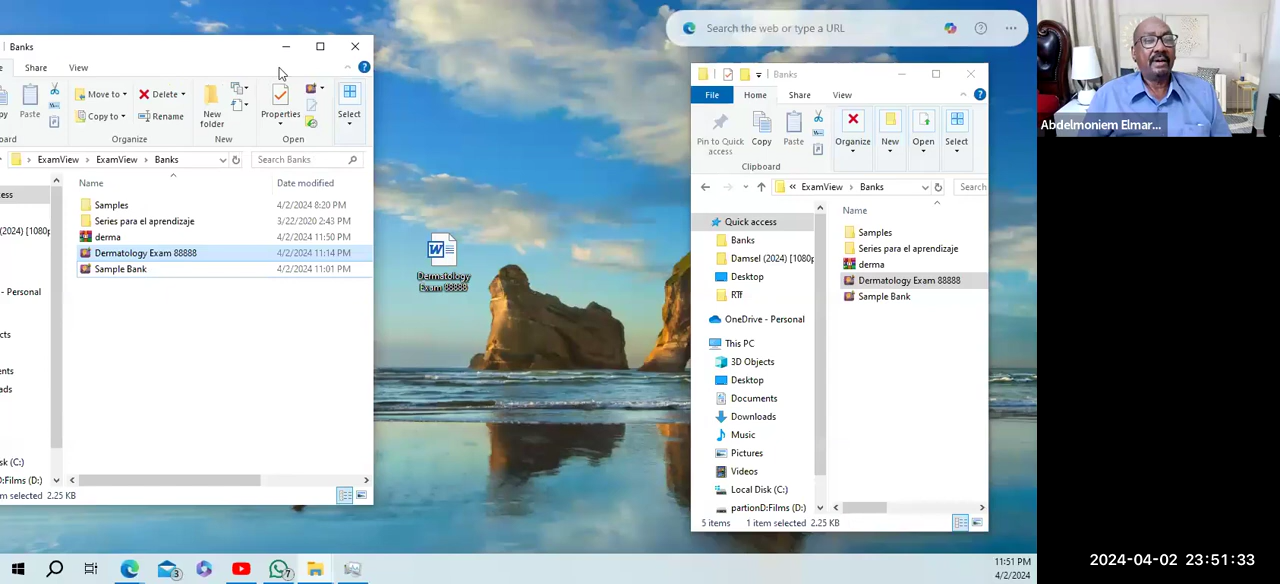 Banks
Share View
Paste
Move to
Copy to
Delete
Rename
New folder
Properties
Select
Organize New Open
ExamView ExamView Banks
Search Banks
Name Date modified
Samples 4/2/2024 8:20 PM
Series para el aprendizaje 3/22/2020 2:43 PM
derma 4/2/2024 11:50 PM
Dermatology Exam 88888 4/2/2024 11:14 PM
Sample Bank 4/2/2024 11:01 PM
(2024) [1080p
- Personal
sk (C:)
D:Films (D:)
m selected 2.25 KB
Dermatology
Exam 88888
Search the web or type a URL
Banks
File Home Share View
Pin to Quick access
Copy
Paste
Organize
New
Open
Select
Clipboard
« ExamView Banks
Search
Quick access
Banks
Damsel (2024) [1080p
Desktop
RTF
OneDrive - Personal
This PC
3D Objects
Desktop
Documents
Downloads
Music
Pictures
Videos
Local Disk (C:)
partionD:Films (D:)
Name
Samples
Series para el aprendizaje
derma
Dermatology Exam 88888
Sample Bank
5 items 1 item selected 2.25 KB
3
7
11:51 PM
4/2/2024
Abdelmoniem Elmar...
2024-04-02 23:51:33